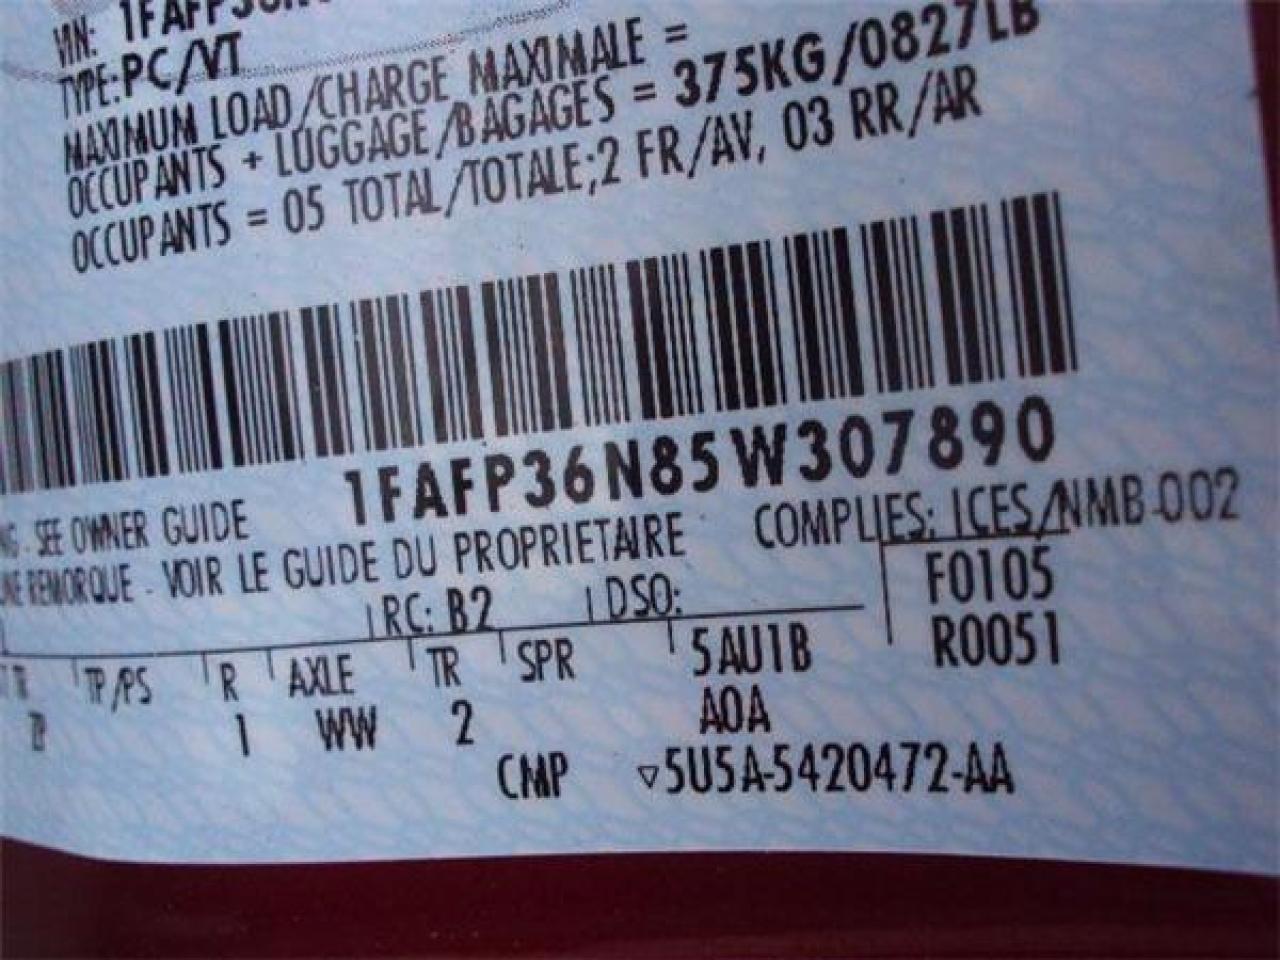 VIN: 1FAFP36N
TYPE: PC/VT
MAXIMUM LOAD/CHARGE MAXIMALE =
OCCUPANTS + LUGGAGE/BAGAGES = 375KG/0827LB
OCCUPANTS = 05 TOTAL/TOTALE;2 FR/AV, 03 RR/AR
1FAFP36N85W307890
SEE OWNER GUIDE
REMORQUE - VOIR LE GUIDE DU PROPRIETAIRE
COMPLIES: ICES/NMB-002
RC: B2 DSO:
F0105
R0051
TP/PS R AXLE TR SPR 5AU1B
1 WW 2 A0A
CMP ▽5U5A-5420472-AA